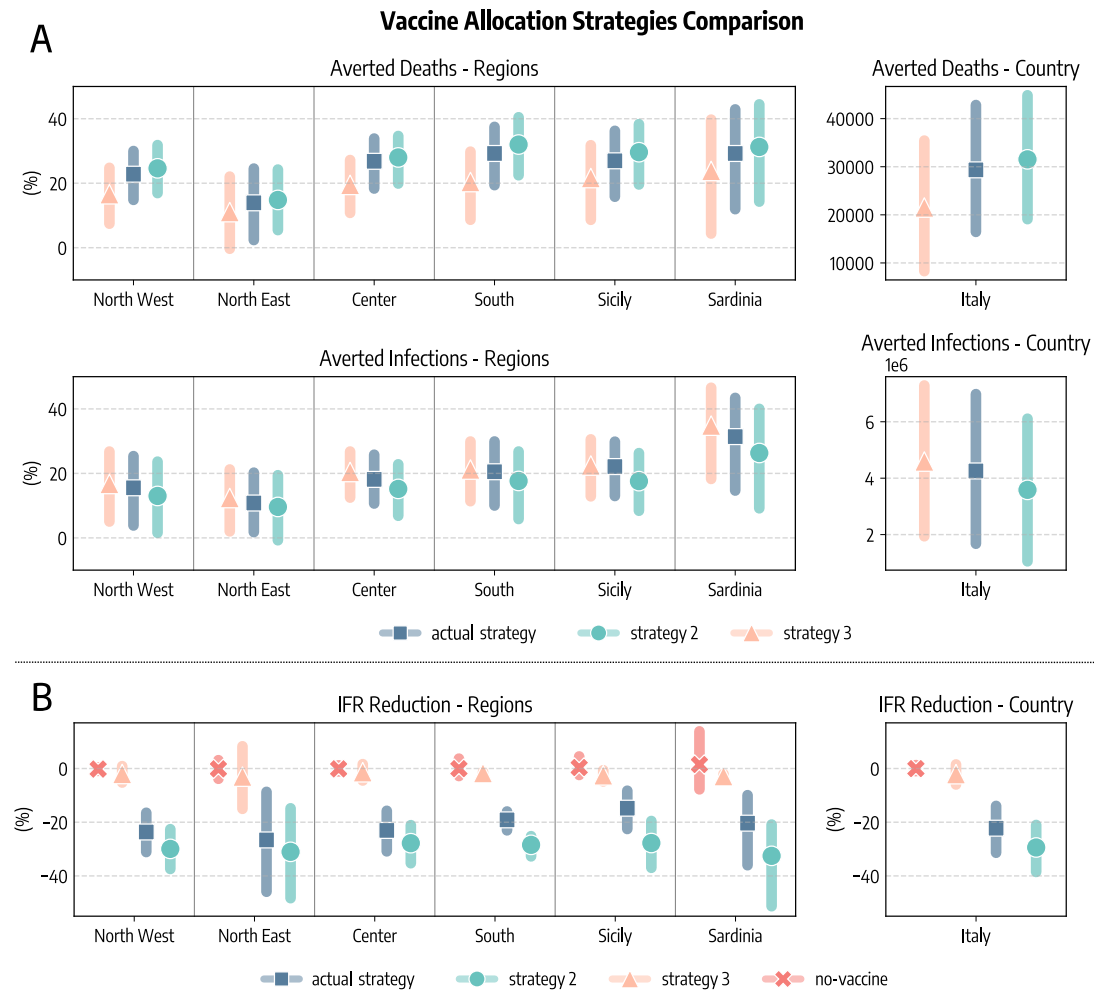 Vaccine Allocation Strategies Comparison
A
Averted Deaths - Regions
Averted Deaths - Country
(%)
40
20
0
North West
North East
Center
South
Sicily
Sardinia
40000
30000
20000
10000
Italy
Averted Infections - Regions
Averted Infections - Country
1e6
(%)
40
20
0
North West
North East
Center
South
Sicily
Sardinia
6
4
2
Italy
actual strategy
strategy 2
strategy 3
B
IFR Reduction - Regions
IFR Reduction - Country
(%)
0
−20
−40
North West
North East
Center
South
Sicily
Sardinia
(%)
0
−20
−40
Italy
actual strategy
strategy 2
strategy 3
no-vaccine